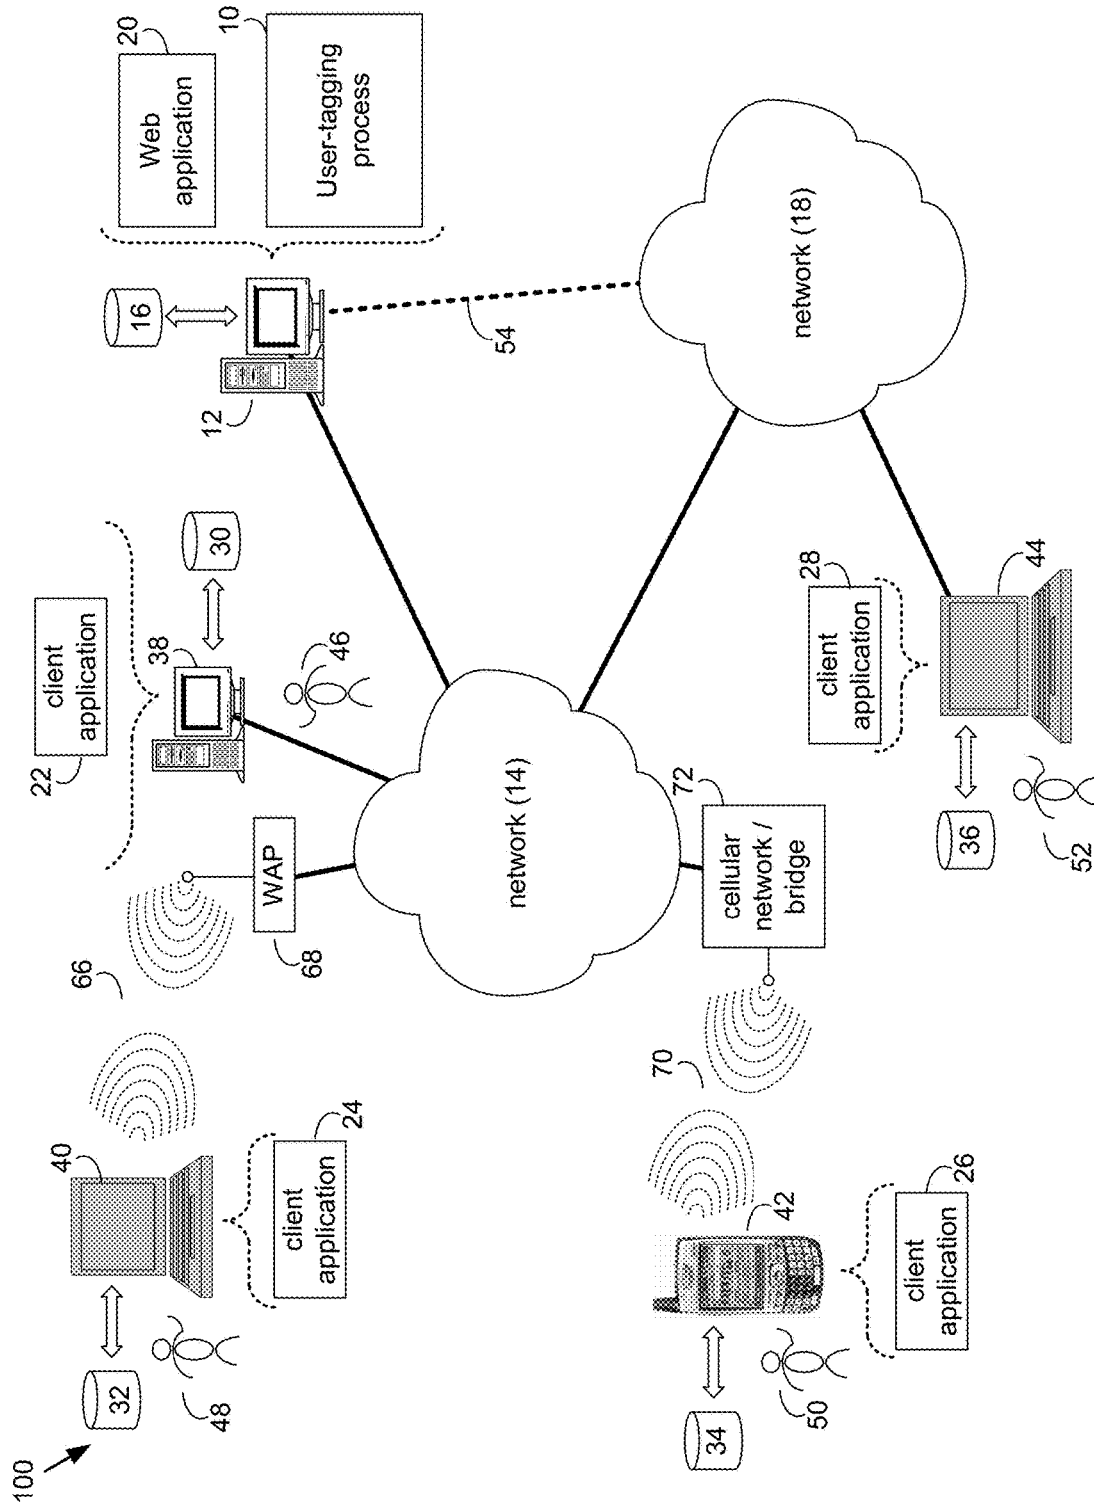 100
22
client
application
40
66
20
Web
application
32
16
38
12
30
48
10
User-tagging
process
WAP
68
46
client
application
24
network (14)
54
70
72
34
cellular
network /
bridge
42
50
network (18)
28
client
application
client
application
26
36
44
52